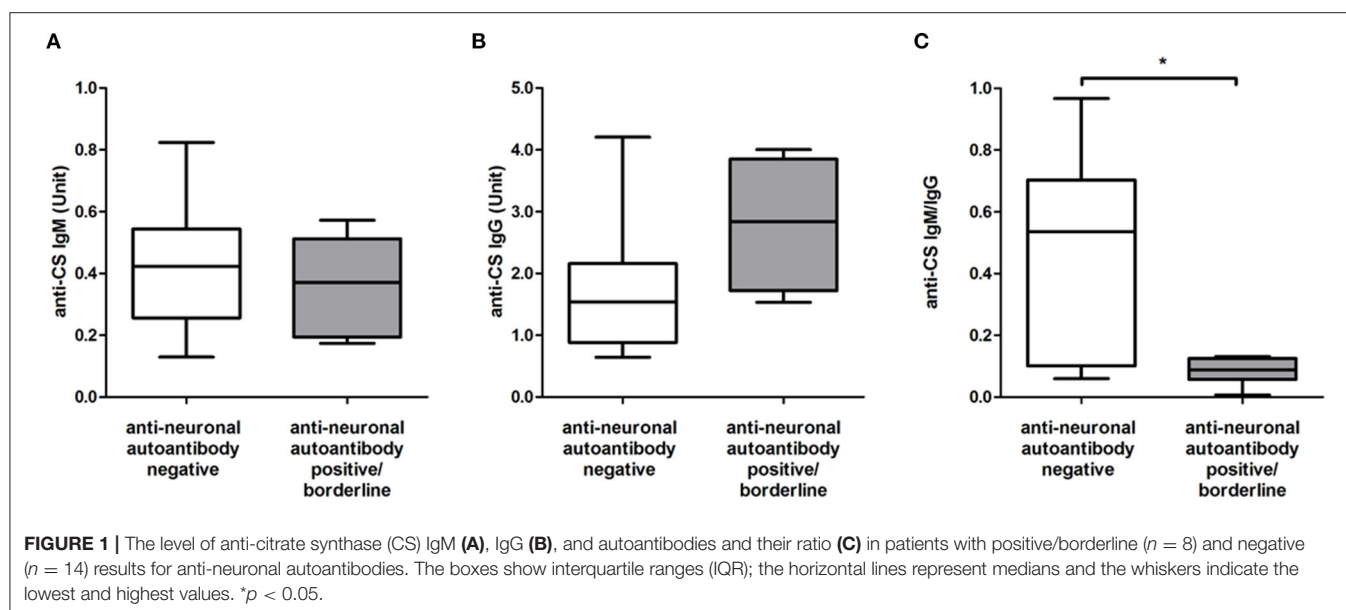 A
anti-CS IgM (Unit)
1.0
0.8
0.6
0.4
0.2
0.0
anti-neuronal
autoantibody
negative
anti-neuronal
autoantibody
positive/
borderline
B
anti-CS IgG (Unit)
5.0
4.0
3.0
2.0
1.0
0.0
anti-neuronal
autoantibody
negative
anti-neuronal
autoantibody
positive/
borderline
C
*
anti-CS IgM/IgG
1.0
0.8
0.6
0.4
0.2
0.0
anti-neuronal
autoantibody
negative
anti-neuronal
autoantibody
positive/
borderline
FIGURE 1 | The level of anti-citrate synthase (CS) IgM (A), IgG (B), and autoantibodies and their ratio (C) in patients with positive/borderline (n = 8) and negative
(n = 14) results for anti-neuronal autoantibodies. The boxes show interquartile ranges (IQR); the horizontal lines represent medians and the whiskers indicate the
lowest and highest values. *p < 0.05.